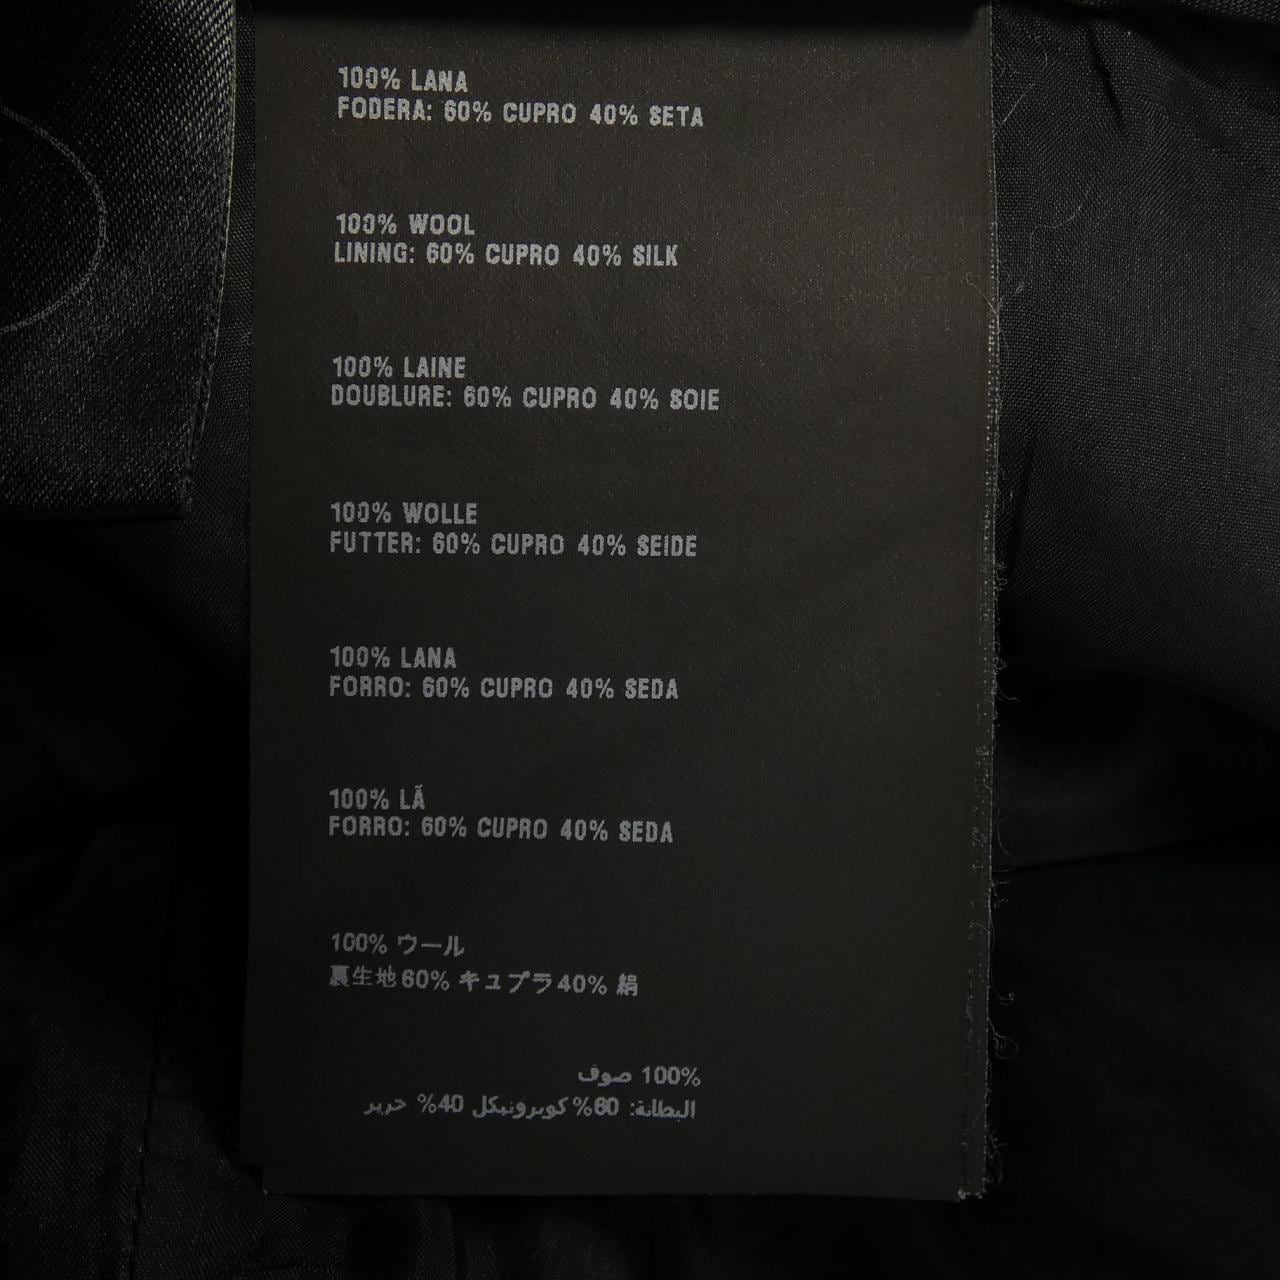 100% LANA
FODERA: 60% CUPRO 40% SETA
100% WOOL
LINING: 60% CUPRO 40% SILK
100% LAINE
DOUBLURE: 60% CUPRO 40% SOIE
100% WOLLE
FUTTER: 60% CUPRO 40% SEIDE
100% LANA
FORRO: 60% CUPRO 40% SEDA
100% LÃ
FORRO: 60% CUPRO 40% SEDA
100% ウール
裏生地60% キュプラ40% 絹
100% صوف
البطانة: 60% كوبرونيكل 40% حرير